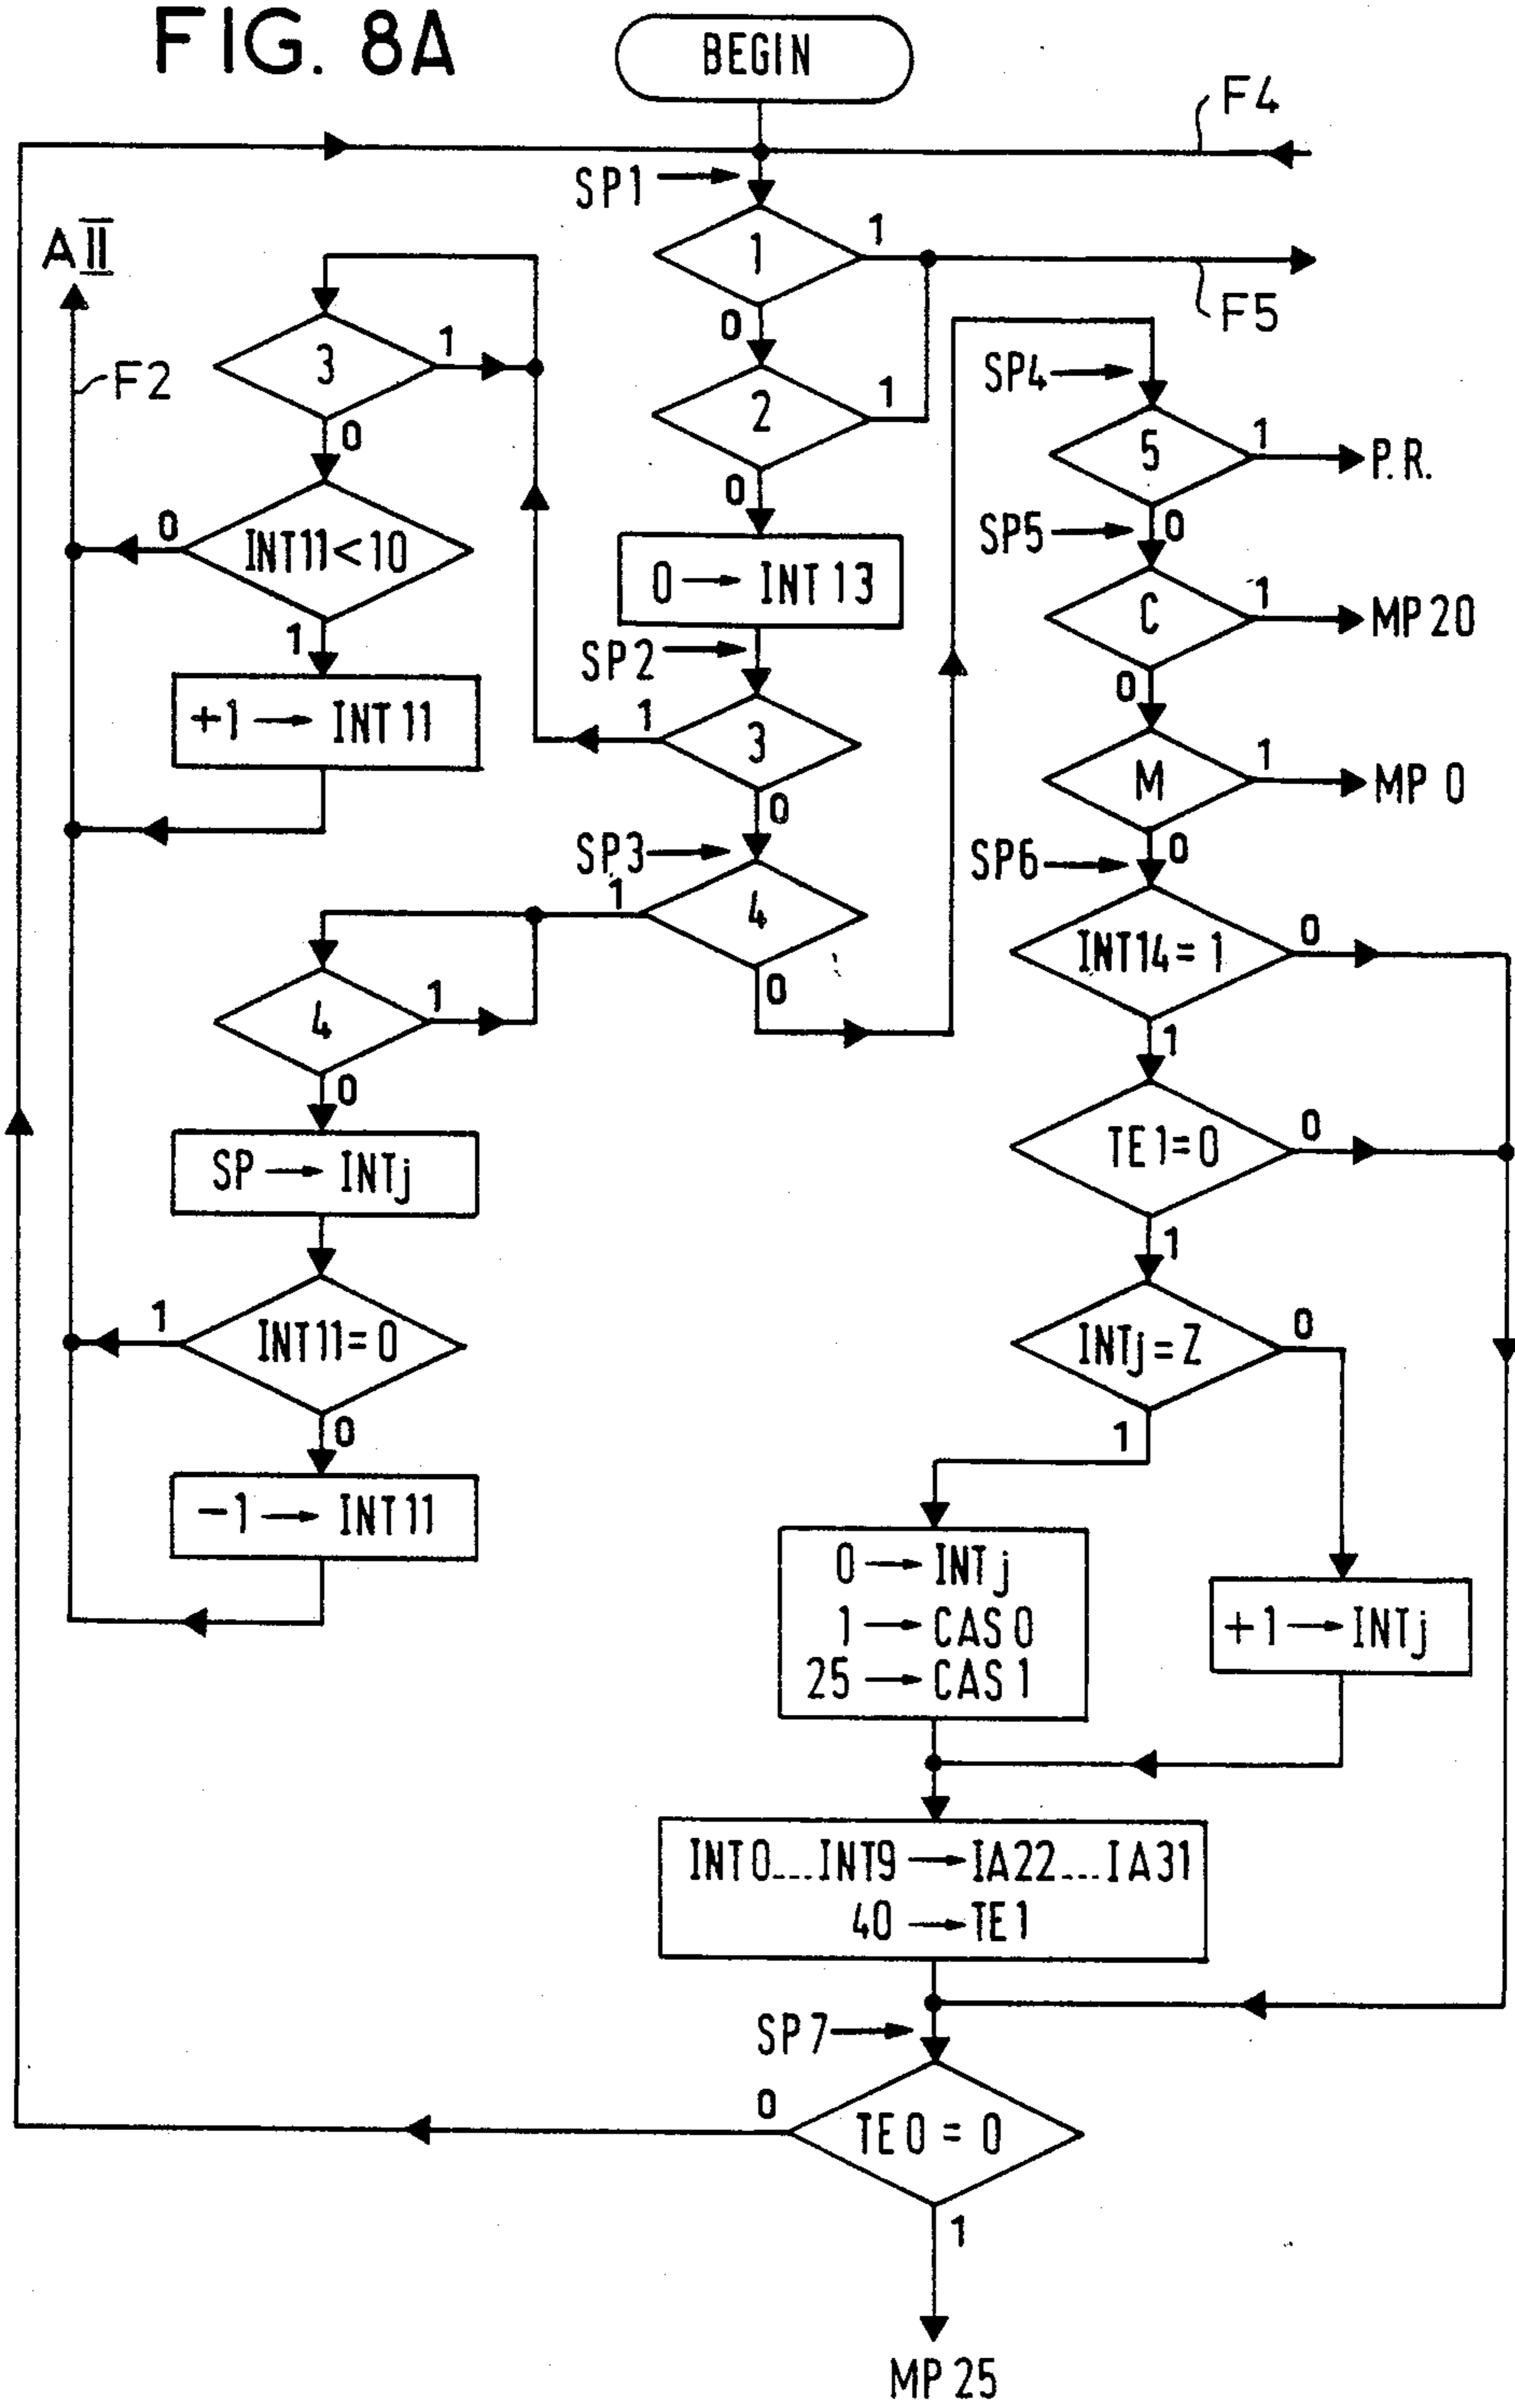 FIG. 8A
BEGIN
F4
SP1
1
1
0
F5
AII
F2
3
1
0
2
1
0
INT11<10
0
1
+1 → INT 11
0 → INT 13
SP2
3
1
0
SP3
4
1
0
4
1
0
SP → INTj
INT11=0
1
0
-1 → INT11
SP4
5
1
P.R.
SP5
0
C
1
MP20
0
M
1
MP 0
SP6
0
INT14=1
0
1
TE1=0
0
1
INTj=Z
0
1
0 → INTj
1 → CAS 0
25 → CAS 1
+1 → INTj
INT0...INT9 → IA22...IA31
40 → TE1
SP7
TE0 = 0
0
1
MP 25